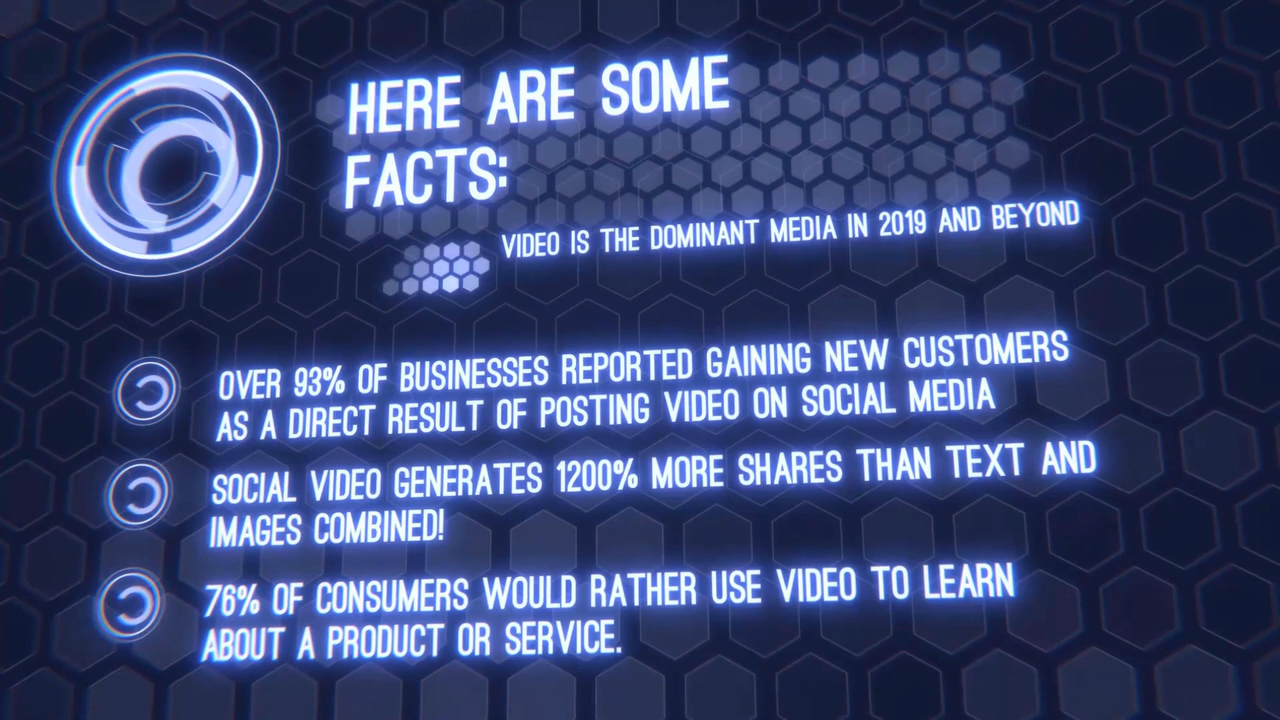 HERE ARE SOME
FACTS:
VIDEO IS THE DOMINANT MEDIA IN 2019 AND BEYOND
OVER 93% OF BUSINESSES REPORTED GAINING NEW CUSTOMERS
AS A DIRECT RESULT OF POSTING VIDEO ON SOCIAL MEDIA
SOCIAL VIDEO GENERATES 1200% MORE SHARES THAN TEXT AND
IMAGES COMBINED!
76% OF CONSUMERS WOULD RATHER USE VIDEO TO LEARN
ABOUT A PRODUCT OR SERVICE.